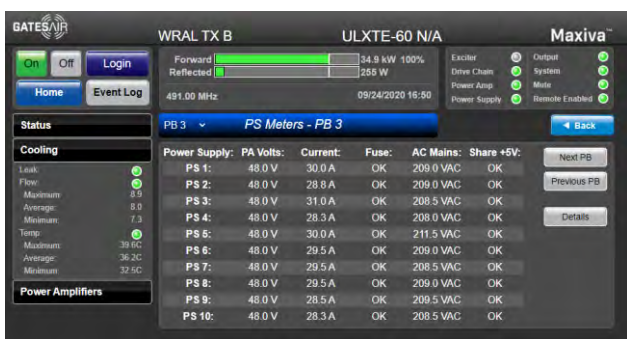 GATESAIR
WRAL TX B ULXTE-60 N/A Maxiva™
On Off Login
Home Event Log
Forward 34.9 kW 100%
Reflected 255 W
491.00 MHz 09/24/2020 16:50
Exciter Output
Drive Chain System
Power Amp Mute
Power Supply Remote Enabled
Status
PB 3 PS Meters - PB 3 Back
Cooling
Leak:
Flow:
Maximum: 8.9
Average: 8.0
Minimum: 7.3
Temp:
Maximum: 39.6C
Average: 36.2C
Minimum: 32.5C
Power Amplifiers
Power Supply: PA Volts: Current: Fuse: AC Mains: Share +5V:
PS 1: 48.0 V 30.0 A OK 209.0 VAC OK
PS 2: 48.0 V 28.8 A OK 209.0 VAC OK
PS 3: 48.0 V 31.0 A OK 208.5 VAC OK
PS 4: 48.0 V 28.3 A OK 208.0 VAC OK
PS 5: 48.0 V 30.0 A OK 211.5 VAC OK
PS 6: 48.0 V 29.5 A OK 209.0 VAC OK
PS 7: 48.0 V 29.5 A OK 208.5 VAC OK
PS 8: 48.0 V 29.5 A OK 209.0 VAC OK
PS 9: 48.0 V 28.5 A OK 209.5 VAC OK
PS 10: 48.0 V 28.3 A OK 208.5 VAC OK
Next PB
Previous PB
Details